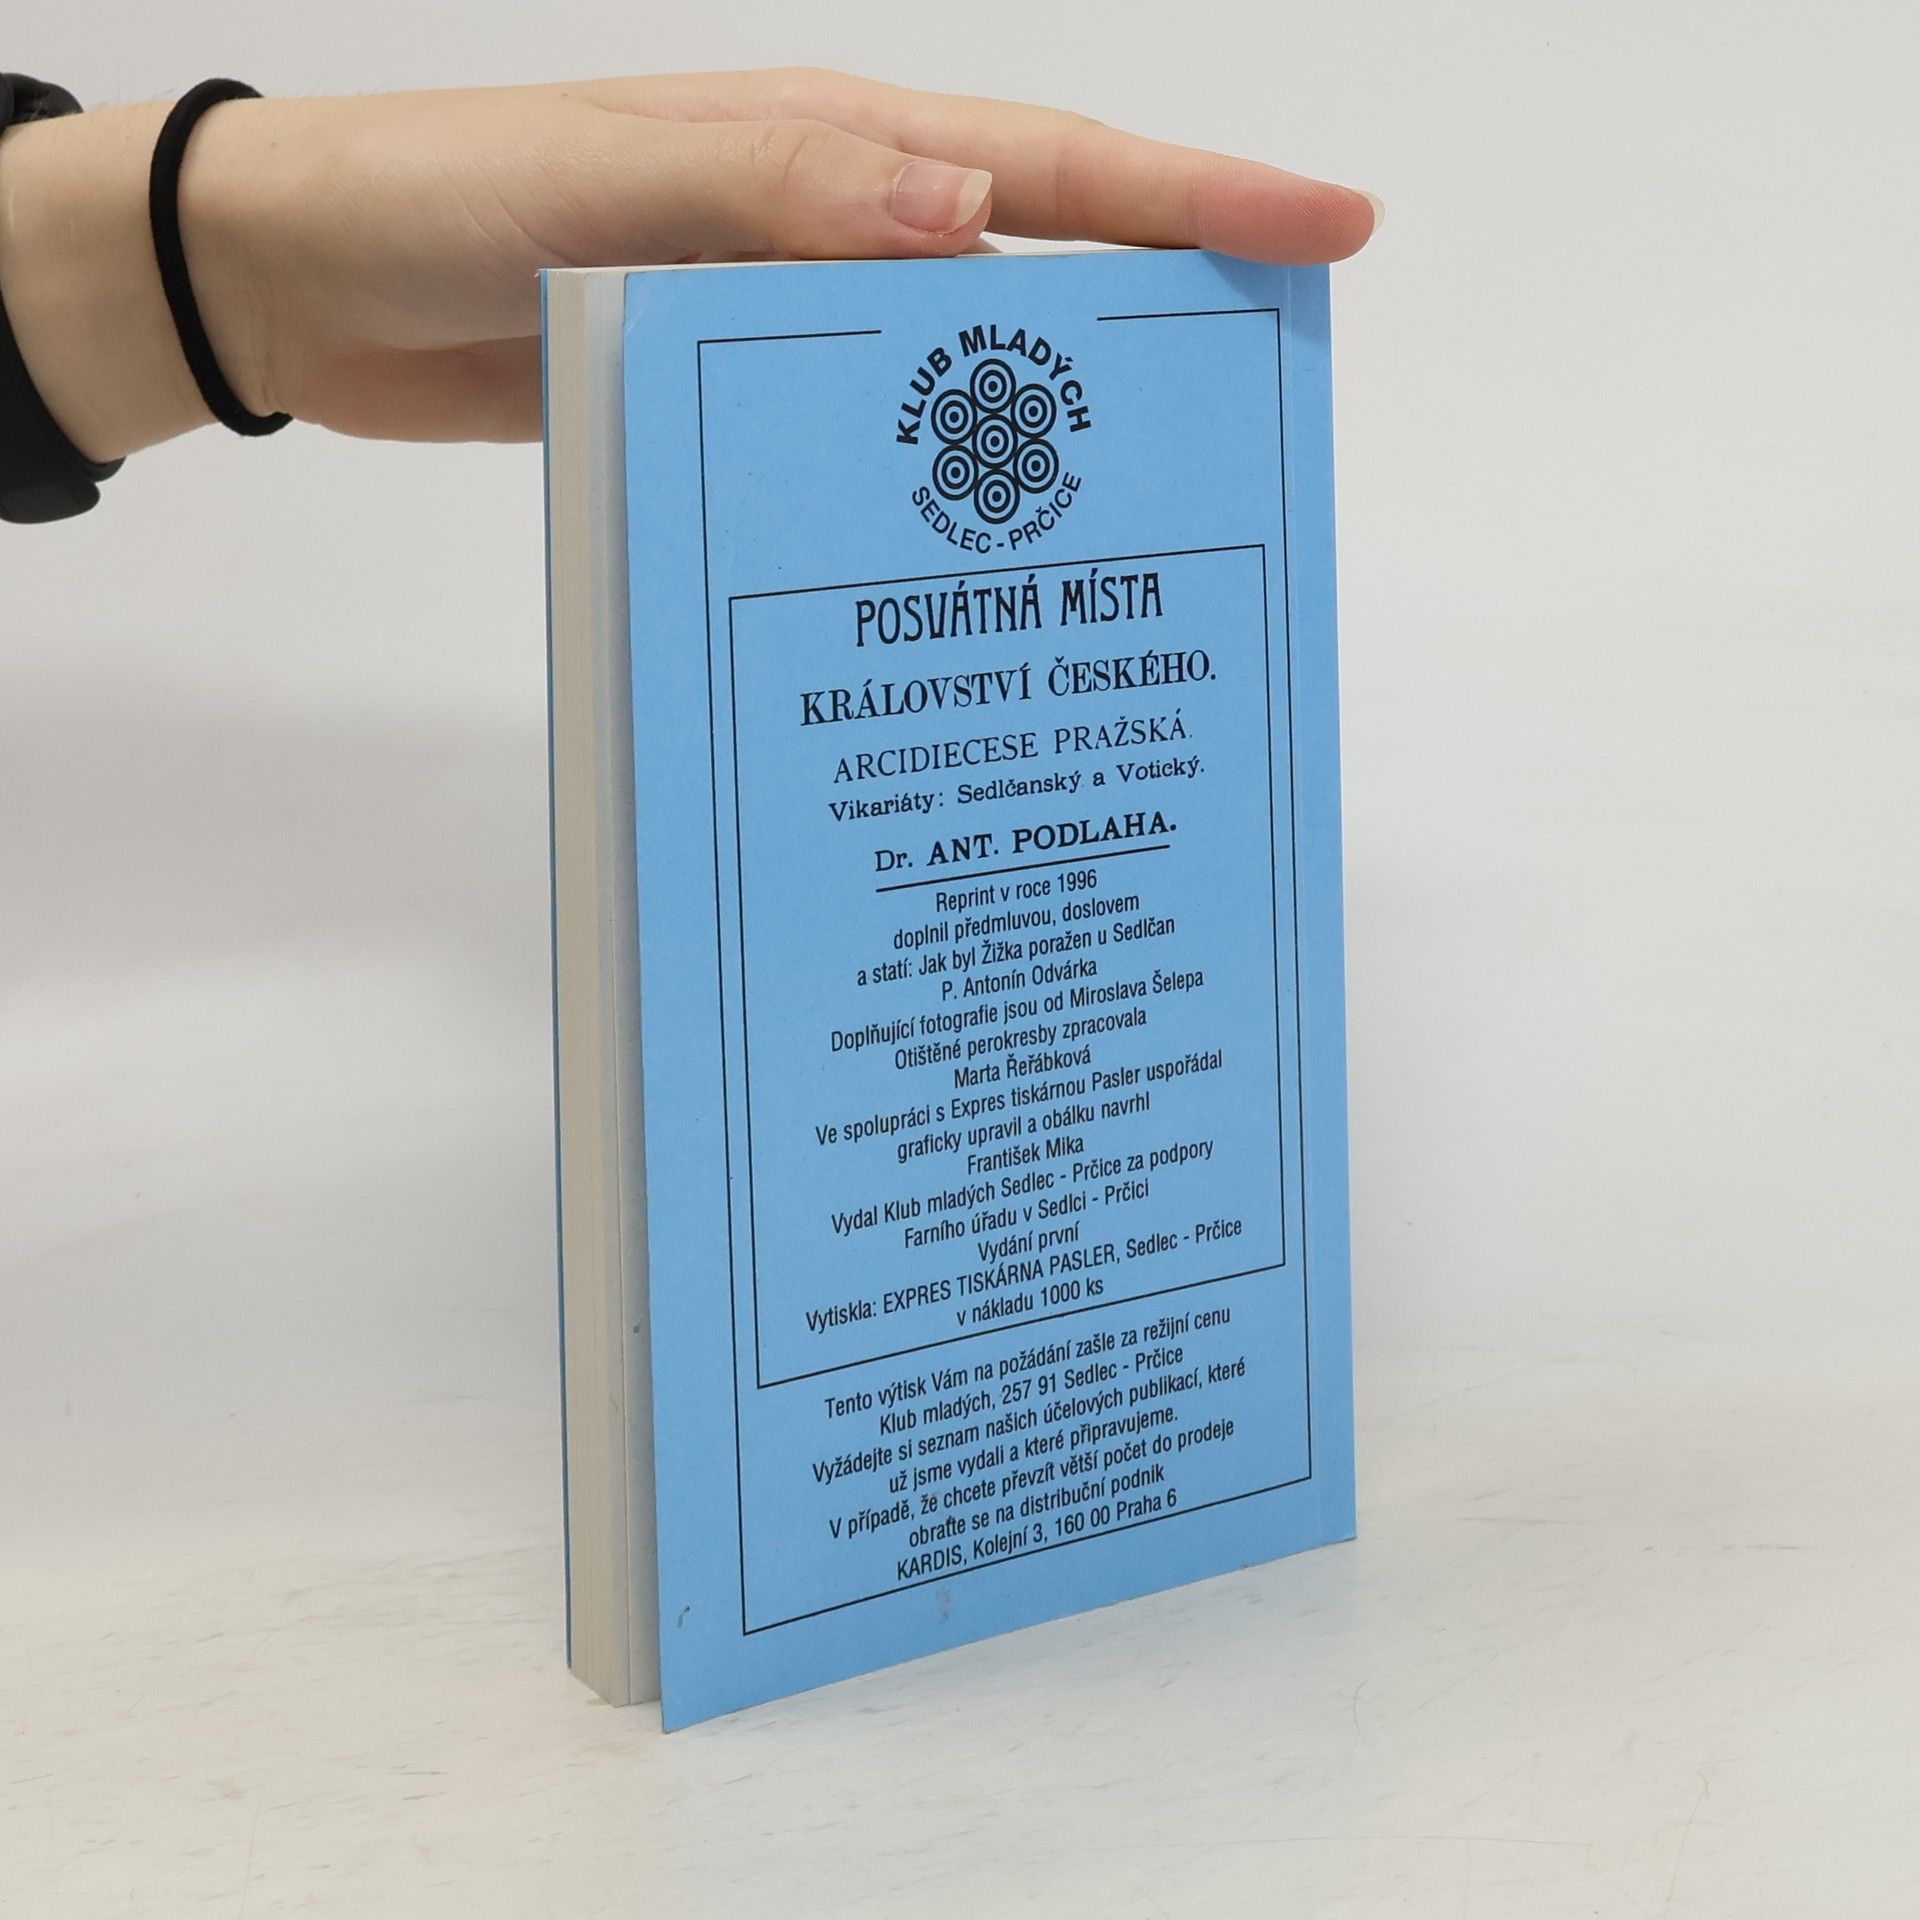 KLUB MLADÝCH
SEDLEC - PRČICE
POSVÁTNÁ MÍSTA
KRÁLOVSTVÍ ČESKÉHO.
ARCIDIECESE PRAŽSKÁ.
Vikariáty: Sedlčanský a Votický.
Dr. ANT. PODLAHA.
Reprint v roce 1996
doplnil předmluvou, doslovem
a statí: Jak byl Žižka poražen u Sedlčan
P. Antonín Odvárka
Doplňující fotografie jsou od Miroslava Šelepa
Otištěné perokresby zpracovala
Marta Řeřábková
Ve spolupráci s Expres tiskárnou Pasler uspořádal
graficky upravil a obálku navrhl
František Mika
Vydal Klub mladých Sedlec - Prčice za podpory
Farního úřadu v Sedlci - Prčici
Vydání první
Vytiskla: EXPRES TISKÁRNA PASLER, Sedlec - Prčice
v nákladu 1000 ks
Tento výtisk Vám na požádání zašle za režijní cenu
Klub mladých, 257 91 Sedlec - Prčice
Vyžádejte si seznam našich účelových publikací, které
už jsme vydali a které připravujeme.
V případě, že chcete převzít větší počet do prodeje
obraťte se na distribuční podnik
KARDIS, Kolejní 3, 160 00 Praha 6